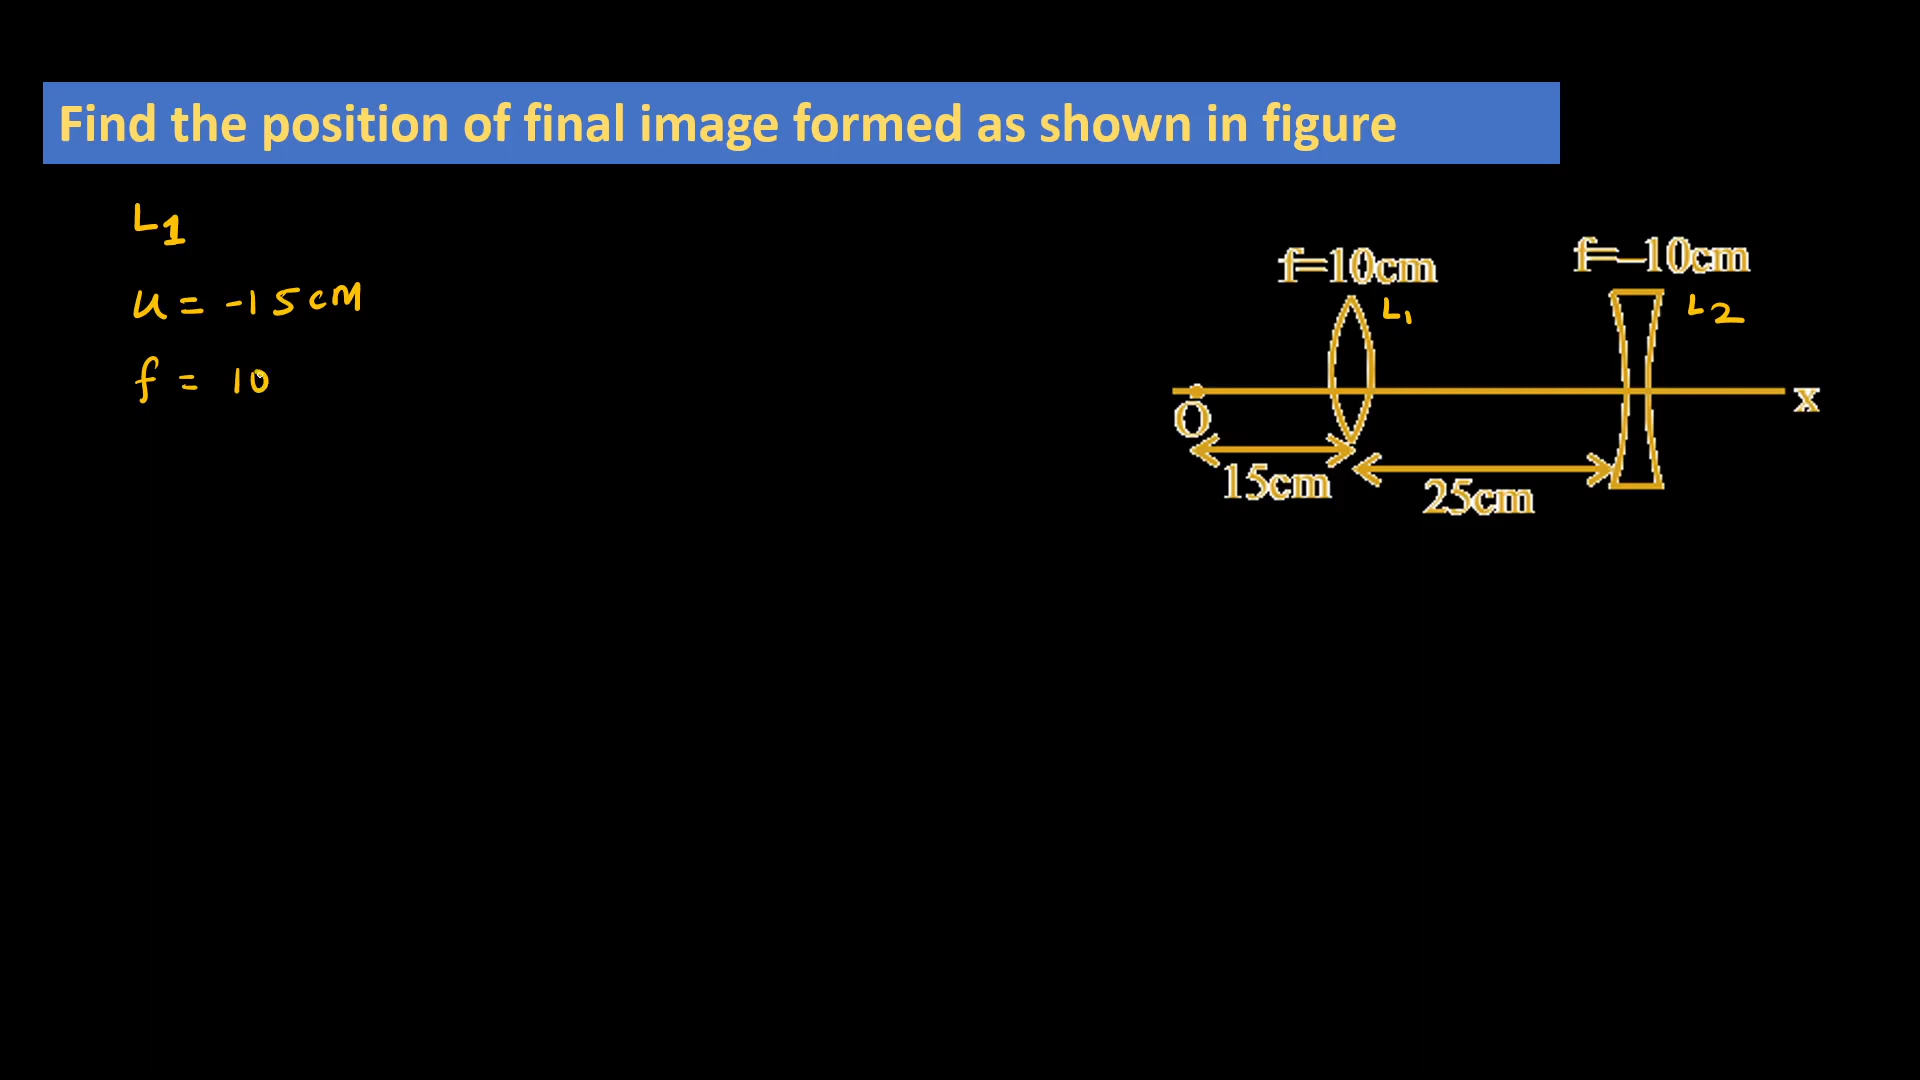 Find the position of final image formed as shown in figure
L1
u = -15cm
f = 10
f=10cm
f=-10cm
L1
L2
O
x
15cm
25cm